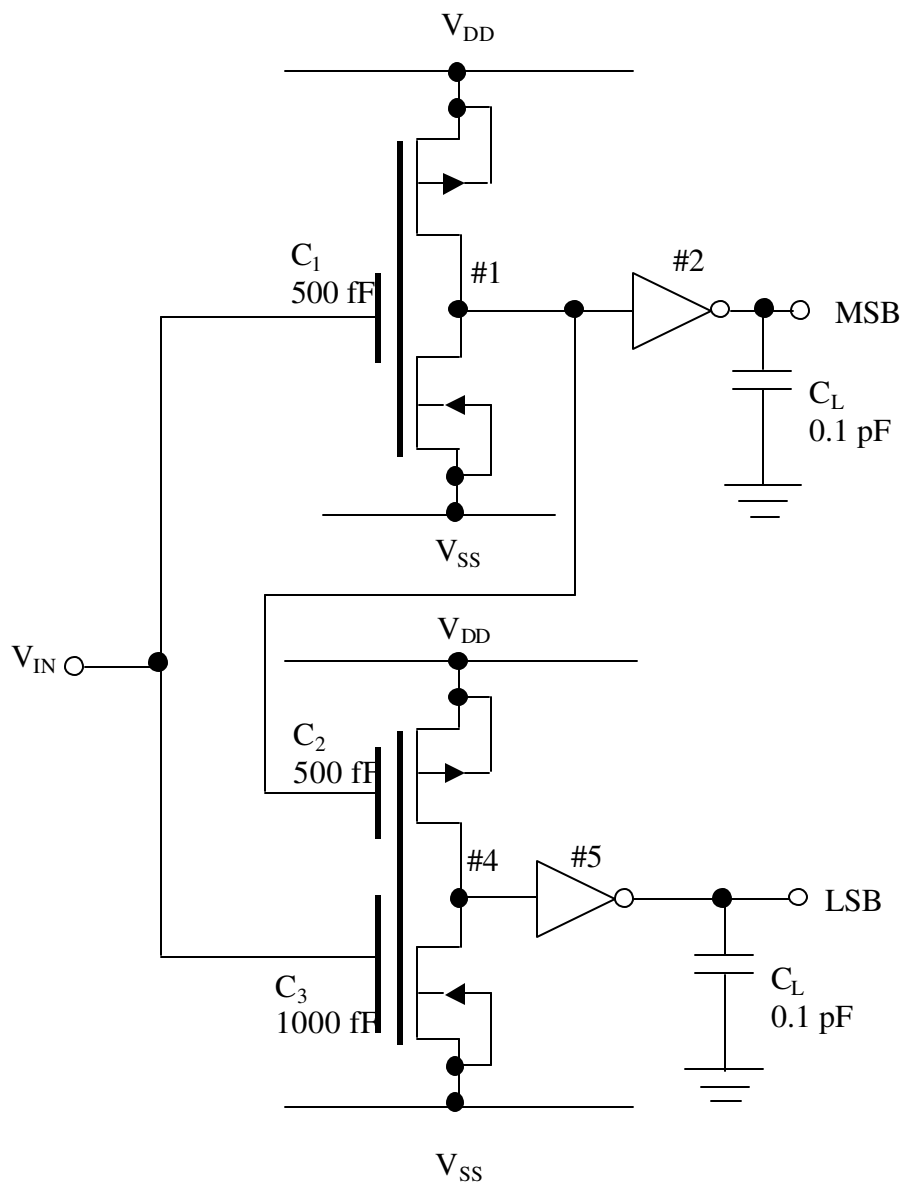 V_DD
C_1
500 fF
#1
#2
MSB
C_L
0.1 pF
V_SS
V_DD
V_IN
C_2
500 fF
#4
#5
LSB
C_3
1000 fF
C_L
0.1 pF
V_SS